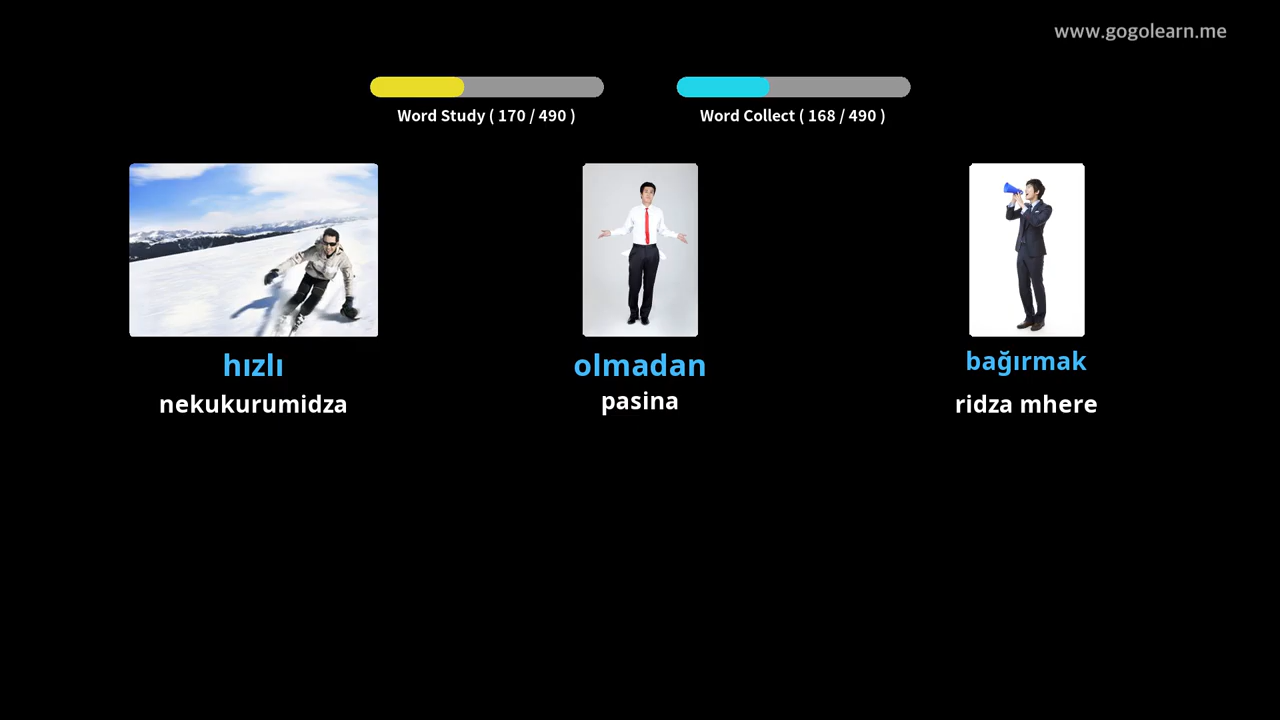 www.gogolearn.me
Word Study ( 170 / 490 )
Word Collect ( 168 / 490 )
hızlı
nekukurumidza
olmadan
pasina
bağırmak
ridza mhere